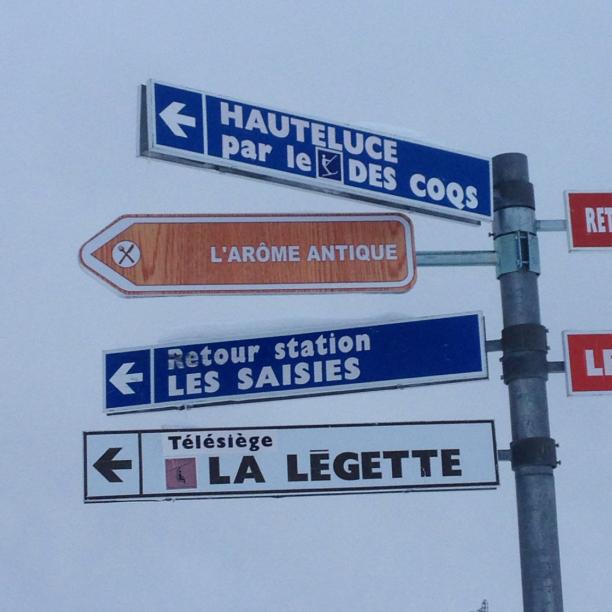 HAUTELUCE
par le DES COQS
L'ARÔME ANTIQUE
Retour station
LES SAISIES
Télésiège
LA LÉGETTE
RET
LE